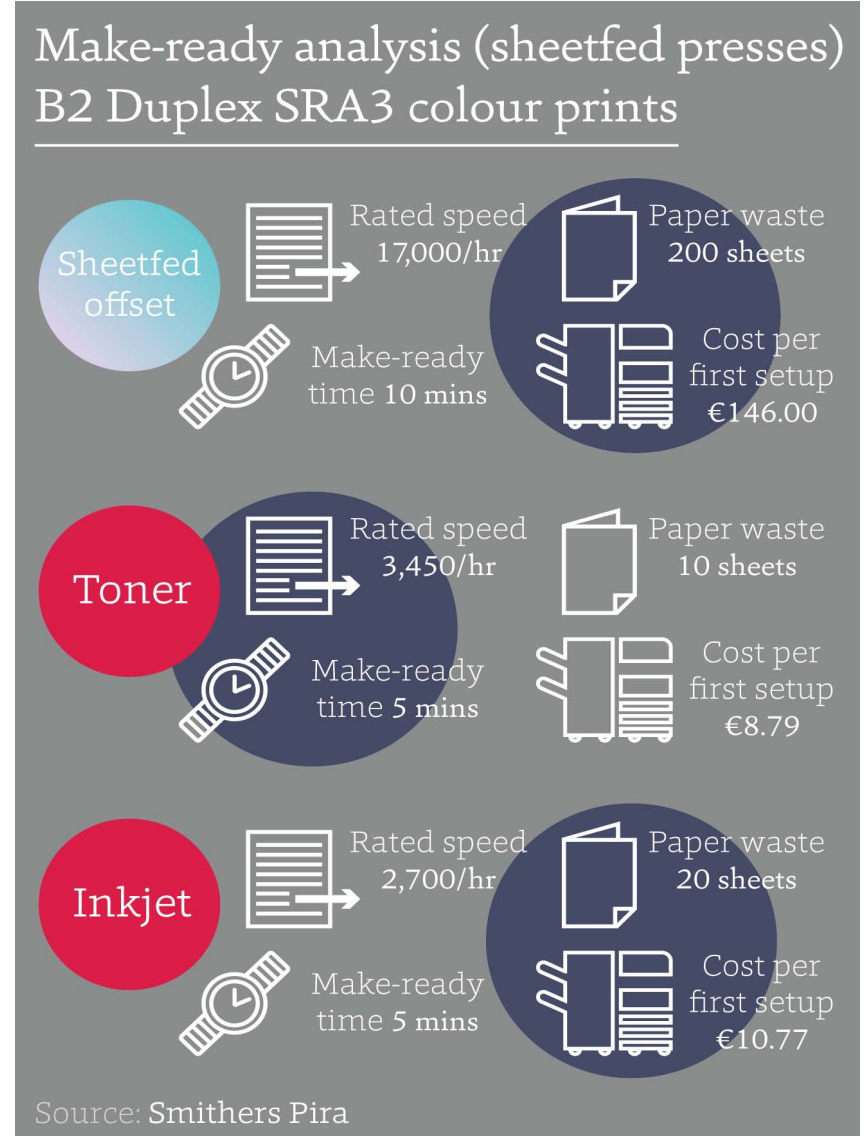 Make-ready analysis (sheetfed presses)
B2 Duplex SRA3 colour prints
Sheetfed
offset
Rated speed
17,000/hr
Make-ready
time 10 mins
Paper waste
200 sheets
Cost per
first setup
€146.00
Toner
Rated speed
3,450/hr
Make-ready
time 5 mins
Paper waste
10 sheets
Cost per
first setup
€8.79
Inkjet
Rated speed
2,700/hr
Make-ready
time 5 mins
Paper waste
20 sheets
Cost per
first setup
€10.77
Source: Smithers Pira